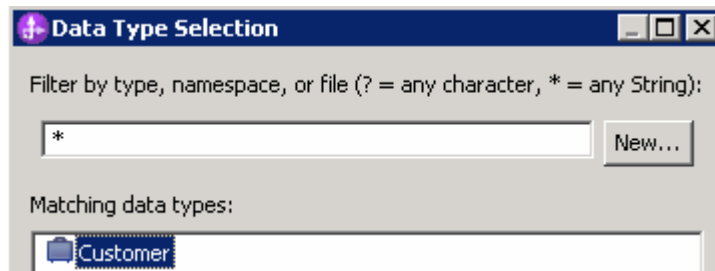 Data Type Selection
Filter by type, namespace, or file (? = any character, * = any String):
*
New...
Matching data types:
Customer